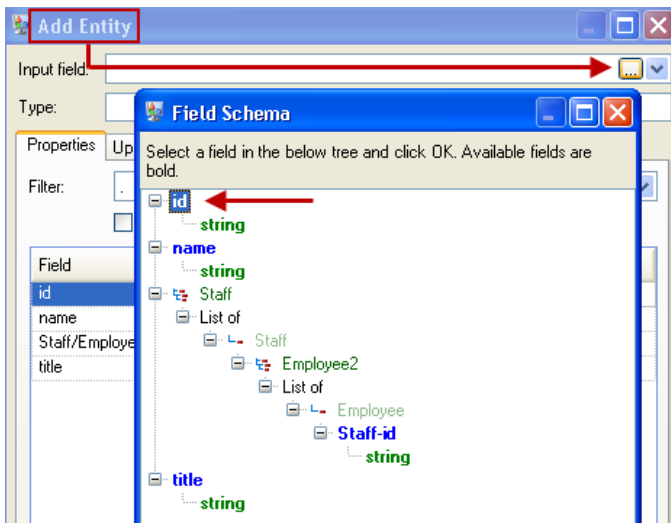 Add Entity
Input field:
...
Type:
Field Schema
Properties Up
Select a field in the below tree and click OK. Available fields are
bold.
Filter: .
id
string
name
string
Field
Staff
id
List of
name
Staff
Staff/Employe
Employee2
title
List of
Employee
Staff-id
string
title
string